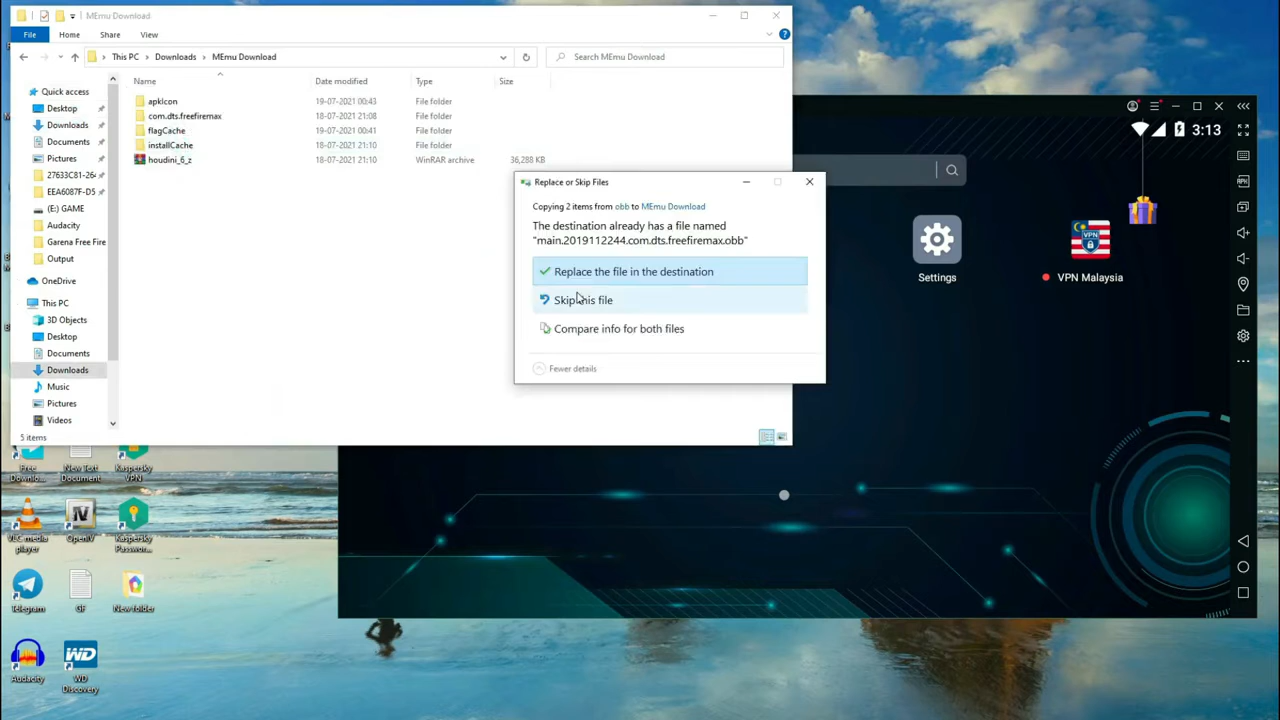 MEmu Download
File Home Share View
This PC > Downloads > MEmu Download
Search MEmu Download
Name Date modified Type Size
Quick access
Desktop
Downloads
Documents
Pictures
27633C81-26
EEA6087F-D5
(E:) GAME
Audacity
Garena Free Fire
Output
OneDrive
This PC
3D Objects
Desktop
Documents
Downloads
Music
Pictures
Videos
apkIcon 19-07-2021 00:43 File folder
com.dts.freefiremax 18-07-2021 21:08 File folder
flagCache 19-07-2021 00:41 File folder
installCache 18-07-2021 21:10 File folder
houdini_6_z 18-07-2021 21:10 WinRAR archive 36,288 KB
5 items
Replace or Skip Files
Copying 2 items from obb to MEmu Download
The destination already has a file named
"main.2019112244.com.dts.freefiremax.obb"
Replace the file in the destination
Skip this file
Compare info for both files
Fewer details
3:13
Settings
VPN Malaysia
APK
Free
Downlo...
New Text
Document
Kaspersky
VPN
VLC media
player
OpenIV
Kaspersky
Passwor...
Telegram
GF
New folder
Audacity
WD
WD
Discovery